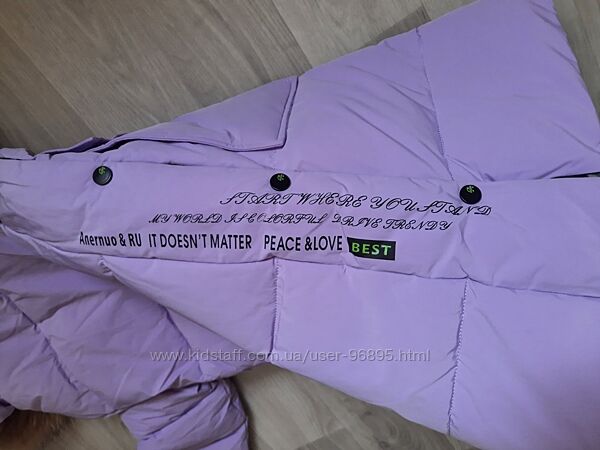 START WHERE YOU STAND
MY WORLD IS COLORFUL DRIVE TRENDY
Anernuo & RU IT DOESN'T MATTER PEACE &LOVE BEST
www.kidstaff.com.ua/user-96895.html